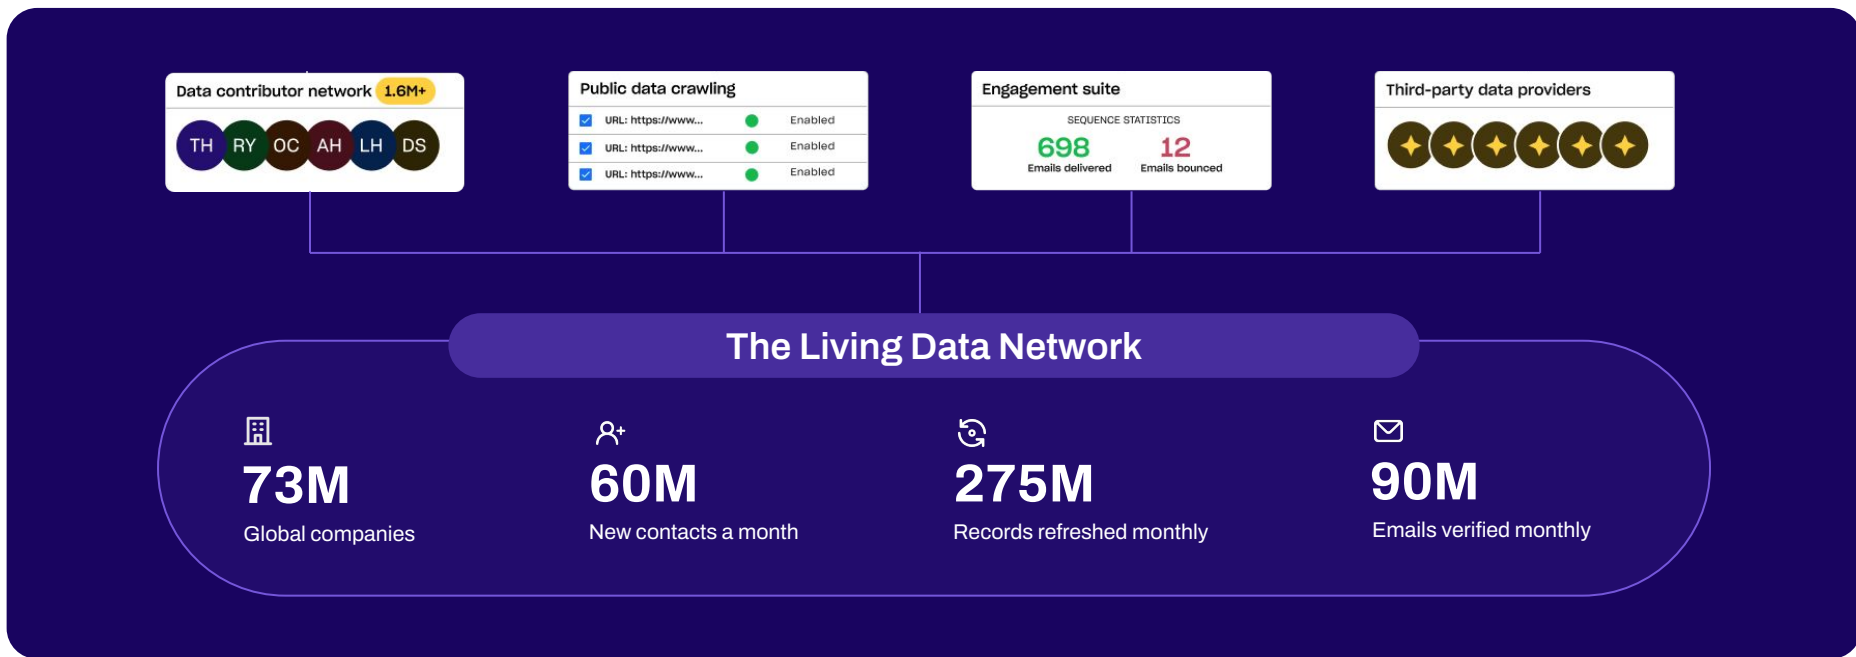 Data contributor network 1.6M+
TH RY OC AH LH DS
Public data crawling
URL: https://www... Enabled
URL: https://www... Enabled
URL: https://www... Enabled
Engagement suite
SEQUENCE STATISTICS
698 12
Emails delivered Emails bounced
Third-party data providers
The Living Data Network
73M
Global companies
60M
New contacts a month
275M
Records refreshed monthly
90M
Emails verified monthly